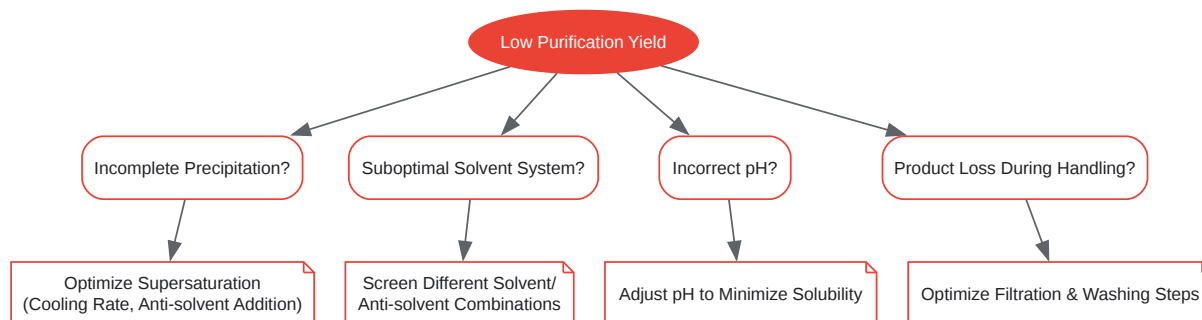 Low Purification Yield
Incomplete Precipitation?
Suboptimal Solvent System?
Incorrect pH?
Product Loss During Handling?
Optimize Supersaturation
(Cooling Rate, Anti-solvent Addition)
Screen Different Solvent/
Anti-solvent Combinations
Adjust pH to Minimize Solubility
Optimize Filtration & Washing Steps